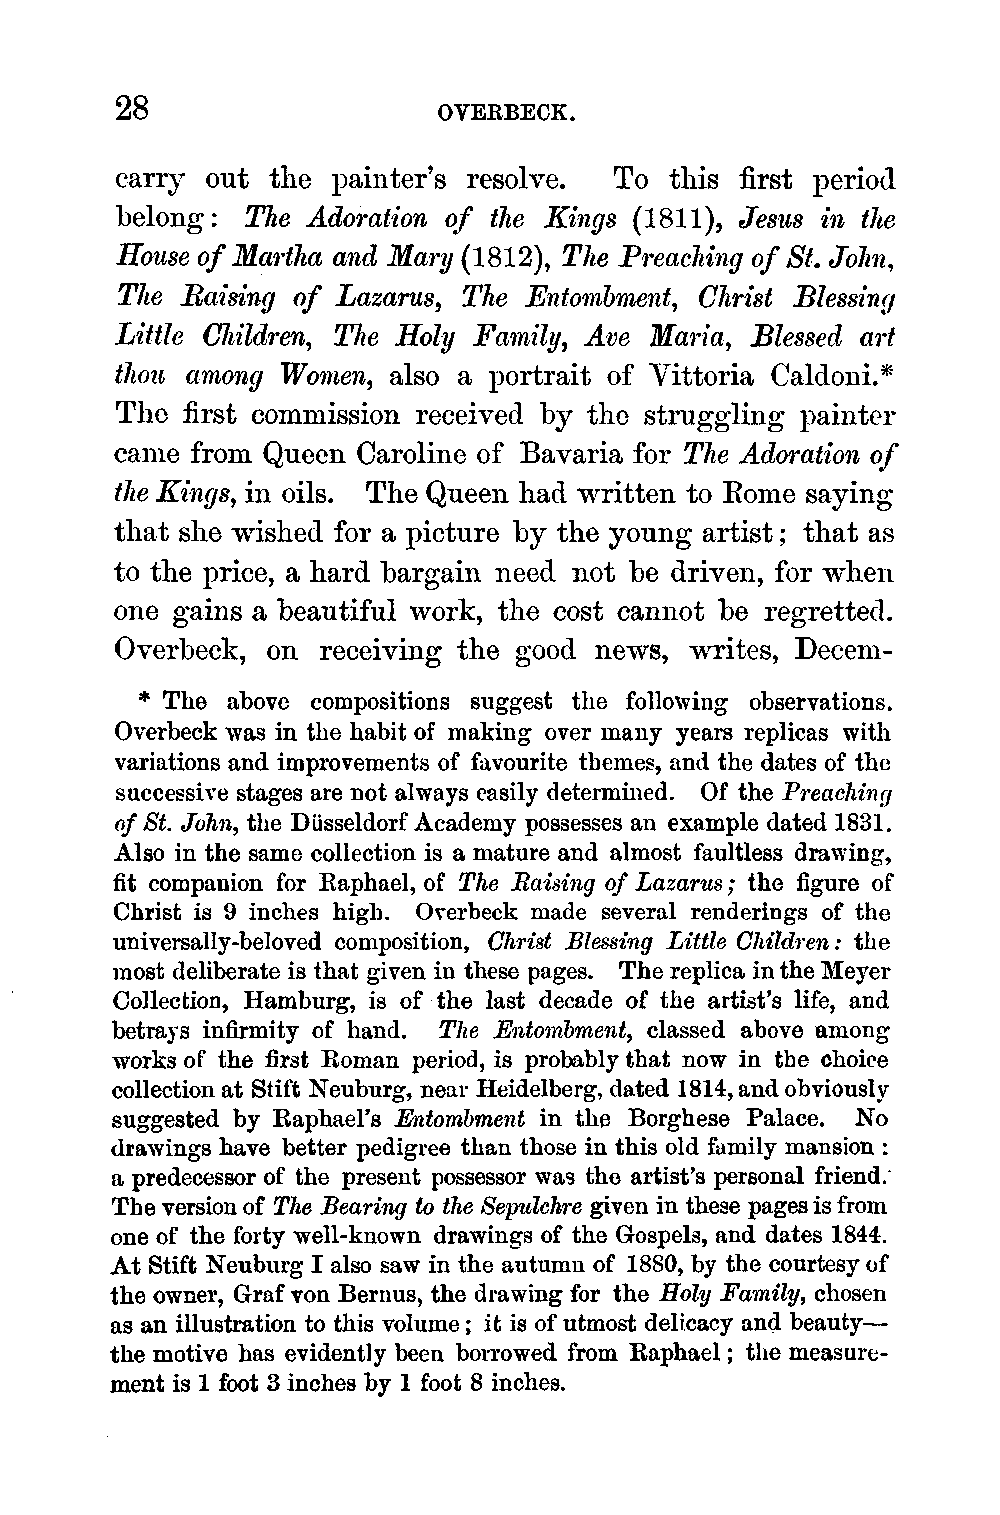 28 OVERBECK.
carry out the painter's resolve. To this first period
belong: The Adoration of the Kings (1811), Jesus in the
House of Martha and Mary (1812), The Preaching of St. John,
The Raising of Lazarus, The Entombment, Christ Blessing
Little Children, The Holy Family, Ave Maria, Blessed art
thou among Women, also a portrait of Vittoria Caldoni.*
The first commission received by the struggling painter
came from Queen Caroline of Bavaria for The Adoration of
the Kings, in oils. The Queen had written to Rome saying
that she wished for a picture by the young artist; that as
to the price, a hard bargain need not be driven, for when
one gains a beautiful work, the cost cannot be regretted.
Overbeck, on receiving the good news, writes, Decem-
* The above compositions suggest the following observations.
Overbeck was in the habit of making over many years replicas with
variations and improvements of favourite themes, and the dates of the
successive stages are not always easily determined. Of the Preaching
of St. John, the Düsseldorf Academy possesses an example dated 1831.
Also in the same collection is a mature and almost faultless drawing,
fit companion for Raphael, of The Raising of Lazarus; the figure of
Christ is 9 inches high. Overbeck made several renderings of the
universally-beloved composition, Christ Blessing Little Children: the
most deliberate is that given in these pages. The replica in the Meyer
Collection, Hamburg, is of the last decade of the artist's life, and
betrays infirmity of hand. The Entombment, classed above among
works of the first Roman period, is probably that now in the choice
collection at Stift Neuburg, near Heidelberg, dated 1814, and obviously
suggested by Raphael's Entombment in the Borghese Palace. No
drawings have better pedigree than those in this old family mansion:
a predecessor of the present possessor was the artist's personal friend.
The version of The Bearing to the Sepulchre given in these pages is from
one of the forty well-known drawings of the Gospels, and dates 1844.
At Stift Neuburg I also saw in the autumn of 1880, by the courtesy of
the owner, Graf von Bernus, the drawing for the Holy Family, chosen
as an illustration to this volume; it is of utmost delicacy and beauty—
the motive has evidently been borrowed from Raphael; the measure-
ment is 1 foot 3 inches by 1 foot 8 inches.